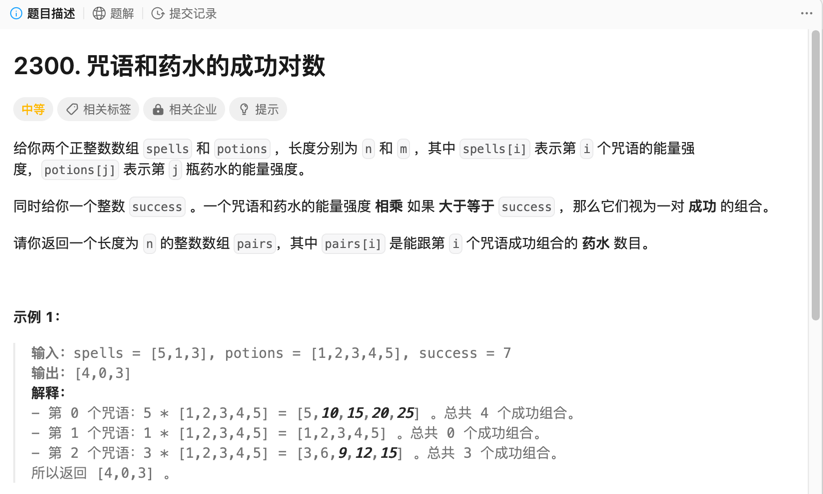 题目描述 题解 提交记录
2300. 咒语和药水的成功对数
中等 相关标签 相关企业 提示
给你两个正整数数组 spells 和 potions ，长度分别为 n 和 m ，其中 spells[i] 表示第 i 个咒语的能量强
度， potions[j] 表示第 j 瓶药水的能量强度。
同时给你一个整数 success 。一个咒语和药水的能量强度 相乘 如果 大于等于 success ，那么它们视为一对 成功 的组合。
请你返回一个长度为 n 的整数数组 pairs，其中 pairs[i] 是能跟第 i 个咒语成功组合的 药水 数目。
示例 1：
输入：spells = [5,1,3], potions = [1,2,3,4,5], success = 7
输出：[4,0,3]
解释：
- 第 0 个咒语：5 * [1,2,3,4,5] = [5,10,15,20,25] 。总共 4 个成功组合。
- 第 1 个咒语：1 * [1,2,3,4,5] = [1,2,3,4,5] 。总共 0 个成功组合。
- 第 2 个咒语：3 * [1,2,3,4,5] = [3,6,9,12,15] 。总共 3 个成功组合。
所以返回 [4,0,3] 。